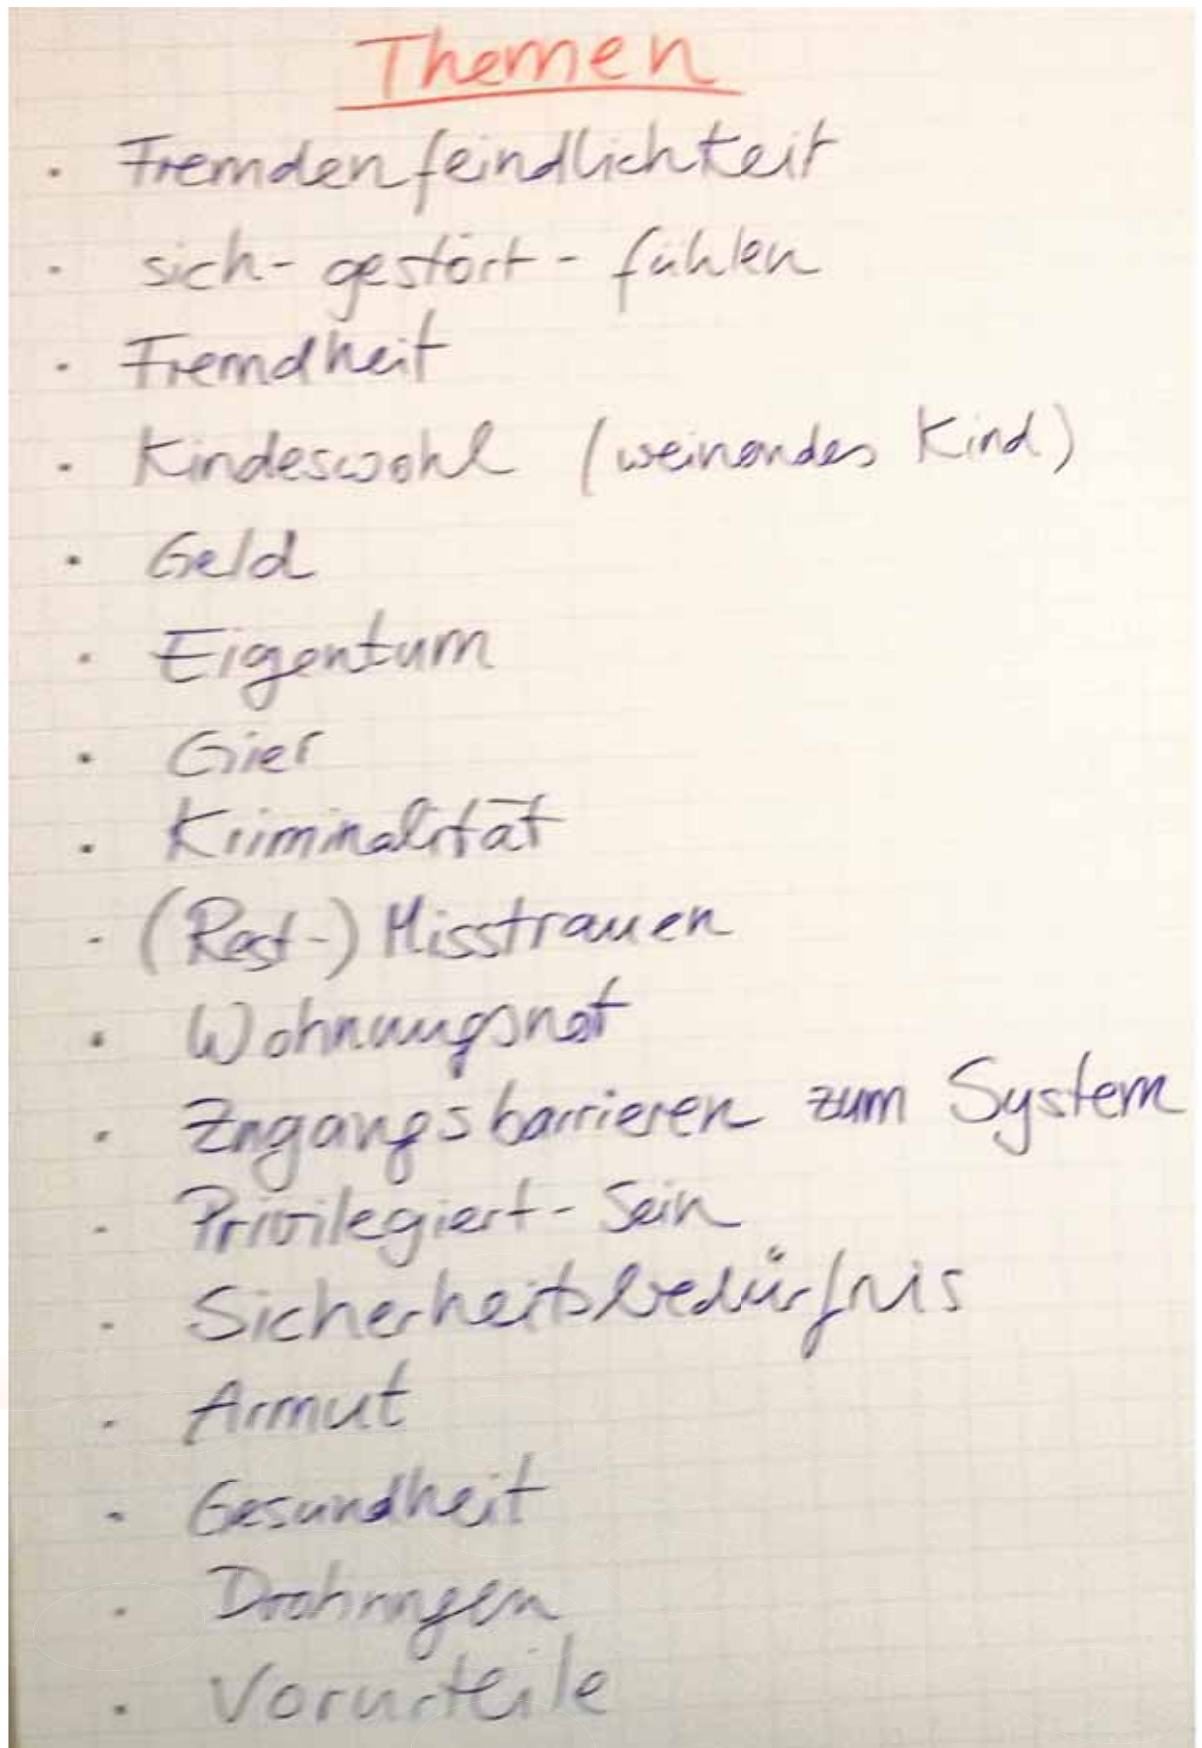 Themen
· Fremdenfeindlichkeit
· sich-gestört-fühlen
· Fremdheit
· Kindeswohl (weinendes Kind)
· Geld
· Eigentum
· Gier
· Kriminalität
· (Rest-) Misstrauen
· Wohnungsnot
· Zugangsbarrieren zum System
· Privilegiert-Sein
· Sicherheitsbedürfnis
· Armut
· Gesundheit
· Drohungen
· Vorurteile